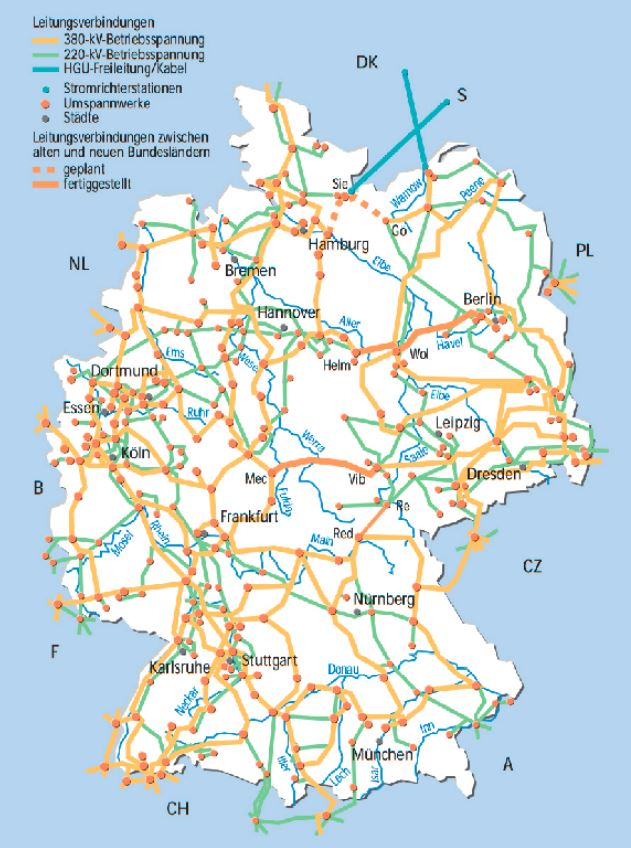 Leitungsverbindungen
380-kV-Betriebsspannung
220-kV-Betriebsspannung
HGÜ-Freileitung/Kabel
Stromrichterstationen
Umspannwerke
Städte
Leitungsverbindungen zwischen
alten und neuen Bundesländern
geplant
fertiggestellt
DK
S
Sie
Warnow
Peene
Gö
Hamburg
Elbe
NL
PL
Bremen
Berlin
Hannover
Aller
Havel
Ems
Weser
Helm
Wol
Dortmund
Elbe
Essen
Ruhr
Leipzig
Werra
Köln
Saale
Mec
Vib
Dresden
B
Fulda
Re
Frankfurt
Rhein
Mosel
Main
Red
CZ
Nürnberg
F
Karlsruhe
Stuttgart
Donau
Neckar
Inn
München
Iller
Lech
Isar
A
CH